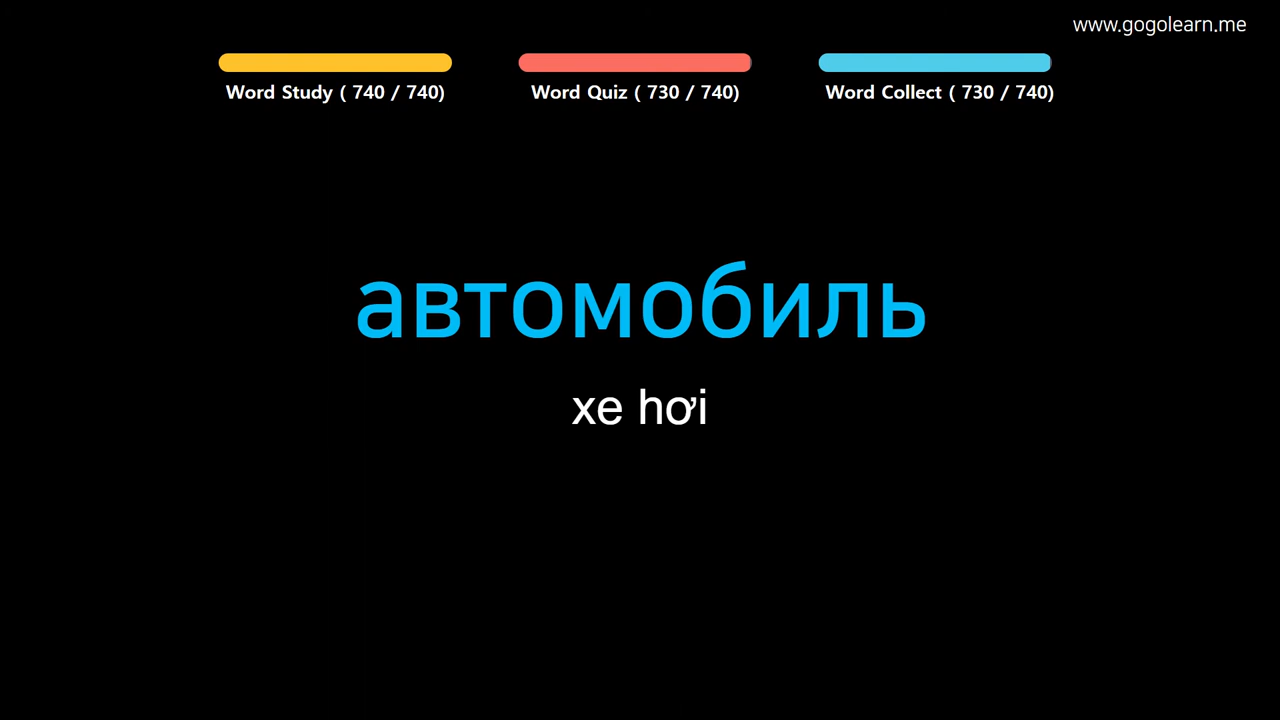 www.gogolearn.me
Word Study ( 740 / 740)
Word Quiz ( 730 / 740)
Word Collect ( 730 / 740)
автомобиль
xe hơi